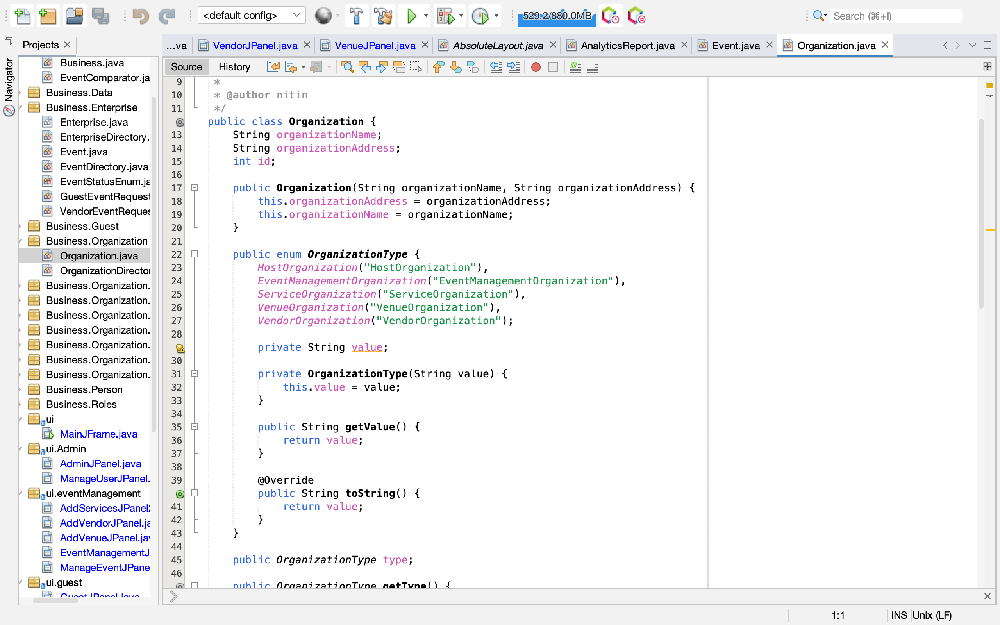 <default config>
529.2/880.0MB
Search (⌘+I)
Projects
...va
VendorJPanel.java
VenueJPanel.java
AbsoluteLayout.java
AnalyticsReport.java
Event.java
Organization.java
Navigator
Source
History
Business.java
EventComparator.ja
Business.Data
Business.Enterprise
Enterprise.java
EnterpriseDirectory.
Event.java
EventDirectory.java
EventStatusEnum.ja
GuestEventRequest
VendorEventReques
Business.Guest
Business.Organization
Organization.java
OrganizationDirector
Business.Organization.
Business.Organization.
Business.Organization.
Business.Organization.
Business.Organization.
Business.Organization.
Business.Organization.
Business.Person
Business.Roles
ui
MainJFrame.java
ui.Admin
AdminJPanel.java
ManageUserJPanel.
ui.eventManagement
AddServicesJPanel2
AddVendorJPanel.ja
AddVenueJPanel.jav
EventManagementJ
ManageEventJPane
ui.guest
GuestJPanel.java
9 *
10 * @author nitin
11 */
public class Organization {
13 String organizationName;
14 String organizationAddress;
15 int id;
16
17 public Organization(String organizationName, String organizationAddress) {
18 this.organizationAddress = organizationAddress;
19 this.organizationName = organizationName;
20 }
21
22 public enum OrganizationType {
23 HostOrganization("HostOrganization"),
24 EventManagementOrganization("EventManagementOrganization"),
25 ServiceOrganization("ServiceOrganization"),
26 VenueOrganization("VenueOrganization"),
27 VendorOrganization("VendorOrganization");
28
private String value;
30
31 private OrganizationType(String value) {
32 this.value = value;
33 }
34
35 public String getValue() {
36 return value;
37 }
38
39 @Override
public String toString() {
41 return value;
42 }
43 }
44
45 public OrganizationType type;
46
public OrganizationType getType() {
1:1
INS
Unix (LF)